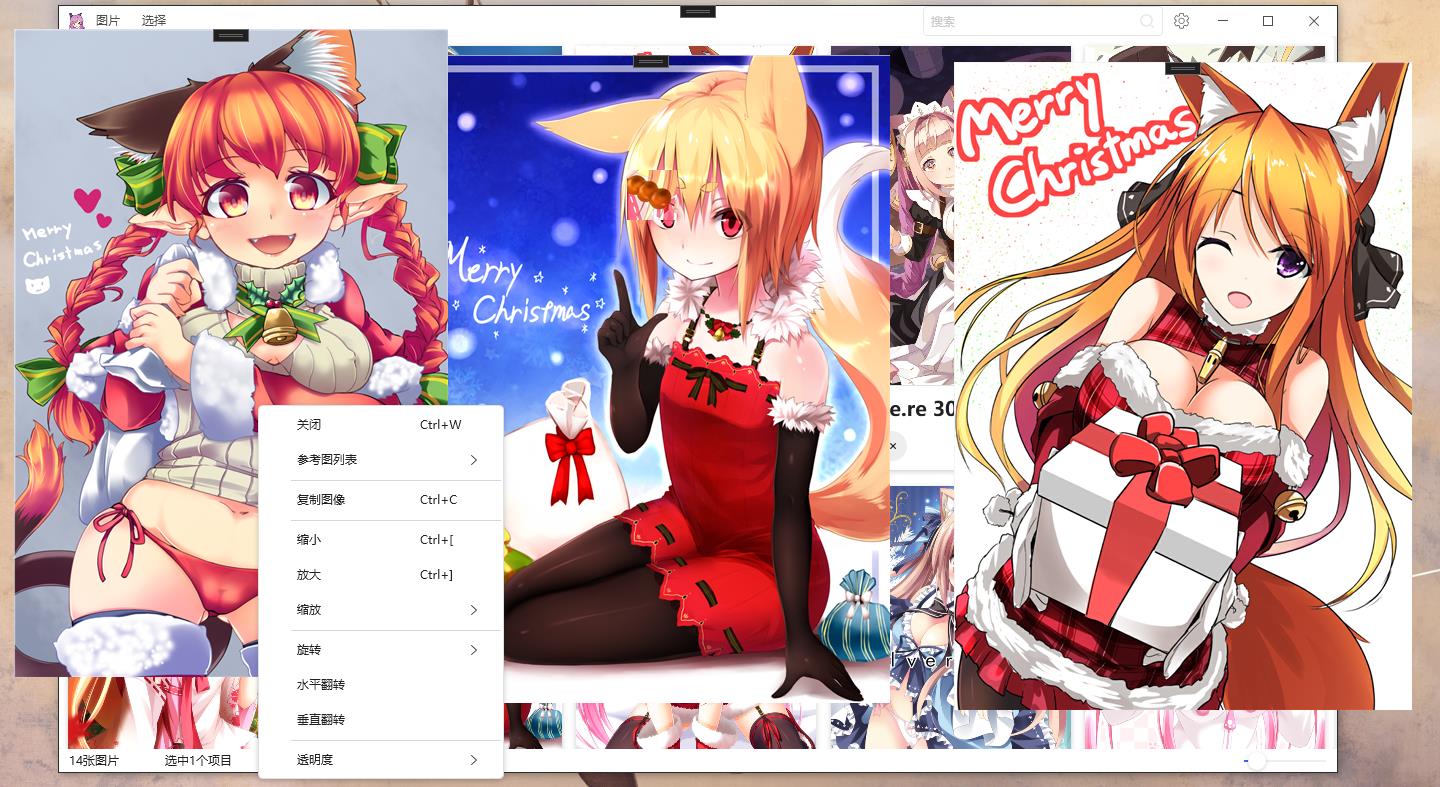 图片 选择
搜索
Merry
Christmas
Merry
Christmas
Merry
Christmas
e.re 30
×
lver
关闭 Ctrl+W
参考图列表
复制图像 Ctrl+C
缩小 Ctrl+[
放大 Ctrl+]
缩放
旋转
水平翻转
垂直翻转
透明度
14张图片 选中1个项目